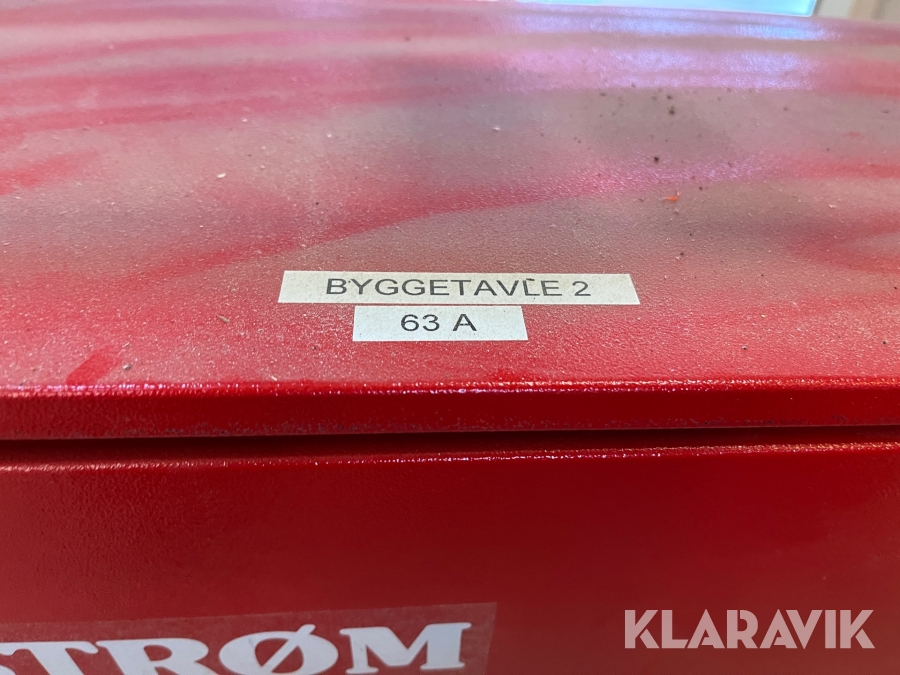 BYGGETAVLE 2
63 A
STRØM
KLARAVIK